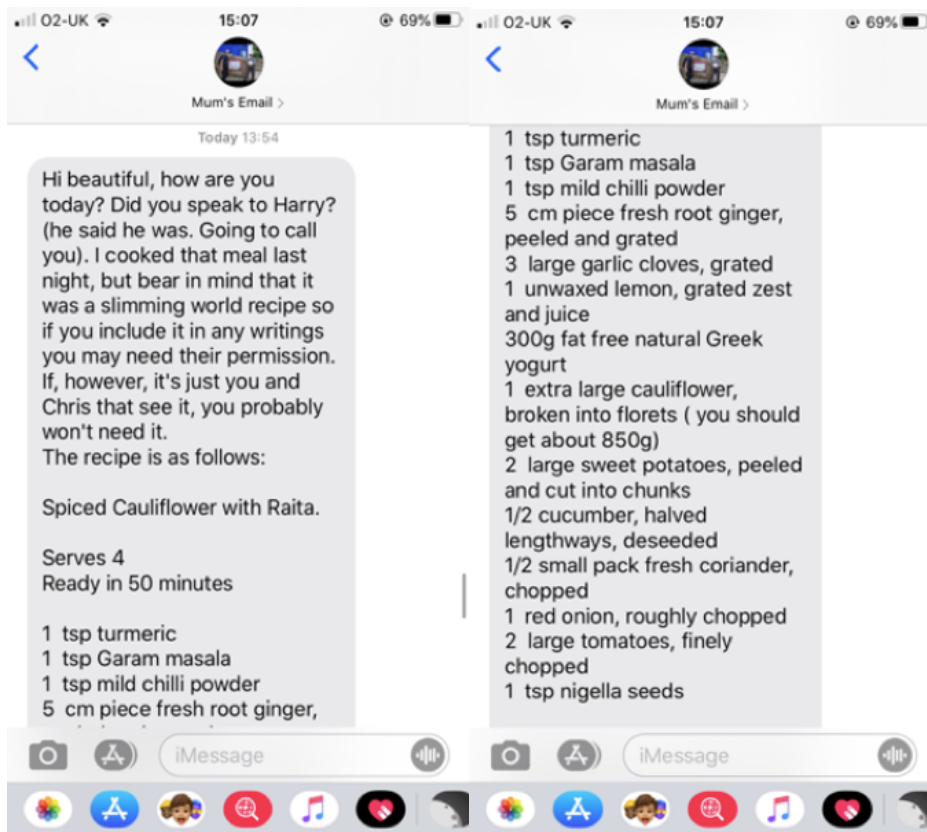 O2-UK
15:07
69%
Mum's Email >
Today 13:54
Hi beautiful, how are you
today? Did you speak to Harry?
(he said he was. Going to call
you). I cooked that meal last
night, but bear in mind that it
was a slimming world recipe so
if you include it in any writings
you may need their permission.
If, however, it's just you and
Chris that see it, you probably
won't need it.
The recipe is as follows:
Spiced Cauliflower with Raita.
Serves 4
Ready in 50 minutes
1 tsp turmeric
1 tsp Garam masala
1 tsp mild chilli powder
5 cm piece fresh root ginger,
iMessage
O2-UK
15:07
69%
Mum's Email >
1 tsp turmeric
1 tsp Garam masala
1 tsp mild chilli powder
5 cm piece fresh root ginger,
peeled and grated
3 large garlic cloves, grated
1 unwaxed lemon, grated zest
and juice
300g fat free natural Greek
yogurt
1 extra large cauliflower,
broken into florets ( you should
get about 850g)
2 large sweet potatoes, peeled
and cut into chunks
1/2 cucumber, halved
lengthways, deseeded
1/2 small pack fresh coriander,
chopped
1 red onion, roughly chopped
2 large tomatoes, finely
chopped
1 tsp nigella seeds
iMessage